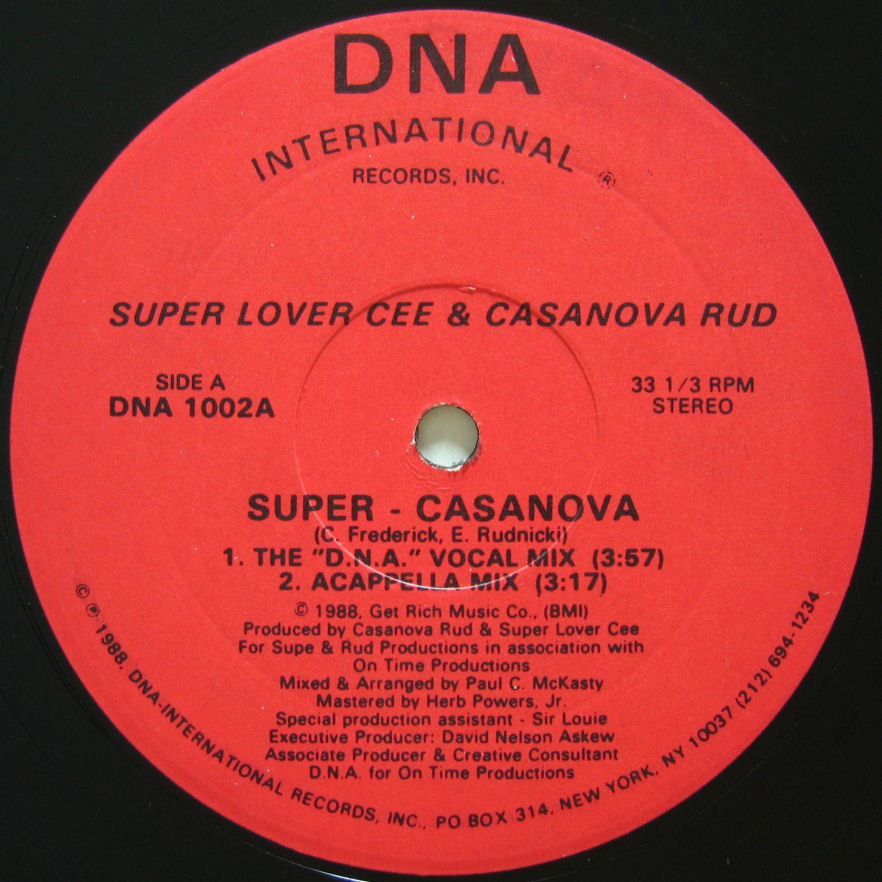 DNA
INTERNATIONAL ®
RECORDS, INC.
SUPER LOVER CEE & CASANOVA RUD
SIDE A
DNA 1002A
33 1/3 RPM
STEREO
SUPER - CASANOVA
(C. Frederick, E. Rudnicki)
1. THE "D.N.A." VOCAL MIX (3:57)
2. ACAPPELLA MIX (3:17)
© 1988, Get Rich Music Co., (BMI)
Produced by Casanova Rud & Super Lover Cee
For Supe & Rud Productions in association with
On Time Productions
Mixed & Arranged by Paul C. McKasty
Mastered by Herb Powers, Jr.
Special production assistant - Sir Louie
Executive Producer: David Nelson Askew
Associate Producer & Creative Consultant
D.N.A. for On Time Productions
© ℗ 1988, DNA-INTERNATIONAL RECORDS, INC., PO BOX 314, NEW YORK, NY 10037 (212) 694-1234